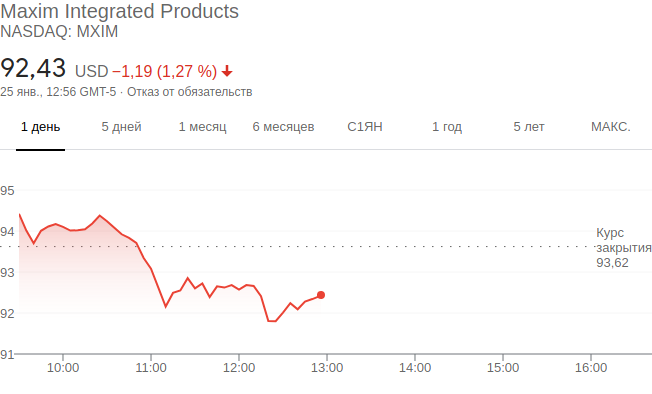 Maxim Integrated Products
NASDAQ: MXIM
92,43 USD −1,19 (1,27 %)
25 янв., 12:56 GMT-5 · Отказ от обязательств
1 день 5 дней 1 месяц 6 месяцев С1ЯН 1 год 5 лет МАКС.
95
94
Курс
закрытия
93,62
93
92
91
10:00 11:00 12:00 13:00 14:00 15:00 16:00